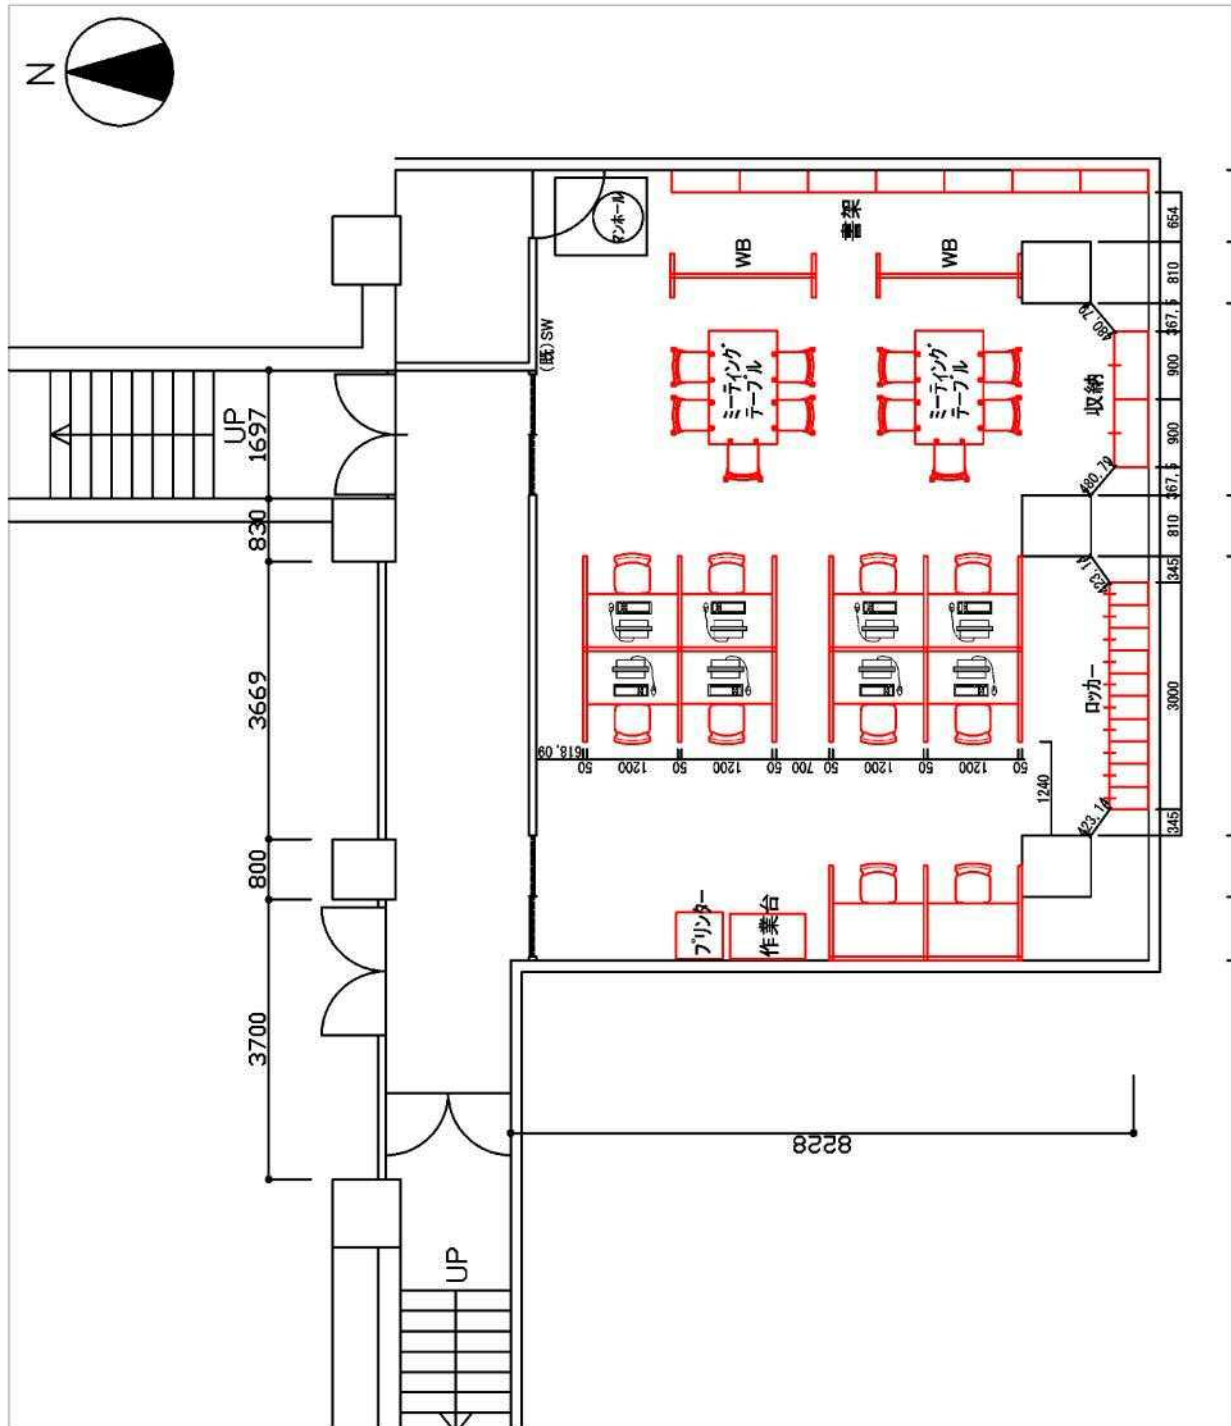 N
UP
1697
830
3669
800
3700
UP
8228
マンホール
(既)SW
書架
WB
WB
ミーティング
テーブル
ミーティング
テーブル
収納
ロッカー
プリンター
作業台
654
810
367,5
900
900
367,5
810
345
3000
345
480,79
480,79
423,14
423,14
618,09
50
1200
50
1200
50
700
50
1200
50
1200
50
1240